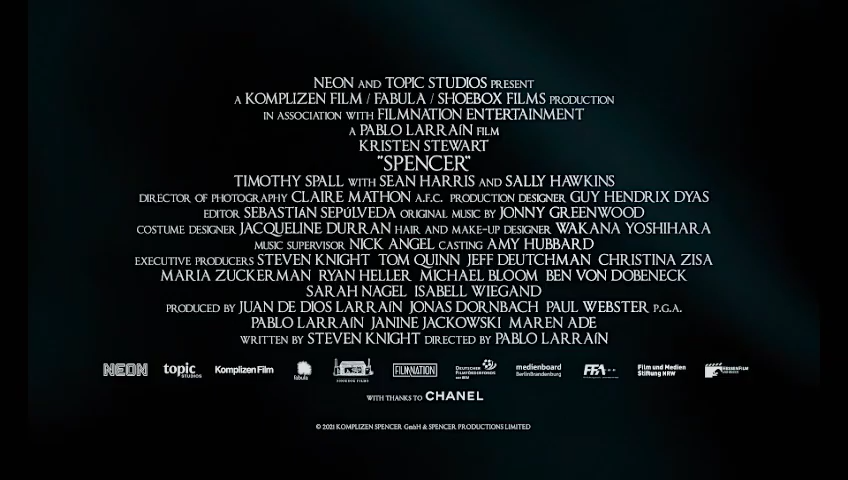 NEON AND TOPIC STUDIOS PRESENT
A KOMPLIZEN FILM / FABULA / SHOEBOX FILMS PRODUCTION
IN ASSOCIATION WITH FILMNATION ENTERTAINMENT
A PABLO LARRAÍN FILM
KRISTEN STEWART
"SPENCER"
TIMOTHY SPALL WITH SEAN HARRIS AND SALLY HAWKINS
DIRECTOR OF PHOTOGRAPHY CLAIRE MATHON A.F.C. PRODUCTION DESIGNER GUY HENDRIX DYAS
EDITOR SEBASTIÁN SEPÚLVEDA ORIGINAL MUSIC BY JONNY GREENWOOD
COSTUME DESIGNER JACQUELINE DURRAN HAIR AND MAKE-UP DESIGNER WAKANA YOSHIHARA
MUSIC SUPERVISOR NICK ANGEL CASTING AMY HUBBARD
EXECUTIVE PRODUCERS STEVEN KNIGHT TOM QUINN JEFF DEUTCHMAN CHRISTINA ZISA
MARIA ZUCKERMAN RYAN HELLER MICHAEL BLOOM BEN VON DOBENECK
SARAH NAGEL ISABELL WIEGAND
PRODUCED BY JUAN DE DIOS LARRAÍN JONAS DORNBACH PAUL WEBSTER P.G.A.
PABLO LARRAÍN JANINE JACKOWSKI MAREN ADE
WRITTEN BY STEVEN KNIGHT DIRECTED BY PABLO LARRAÍN
NEON topic STUDIOS Komplizen Film fabula SHOEBOX FILMS FILMNATION DEUTSCHER FILMFÖRDERFONDS medienboard BerlinBrandenburg FFA Film und Medien Stiftung NRW HESSENFILM
WITH THANKS TO CHANEL
© 2021 KOMPLIZEN SPENCER GmbH & SPENCER PRODUCTIONS LIMITED